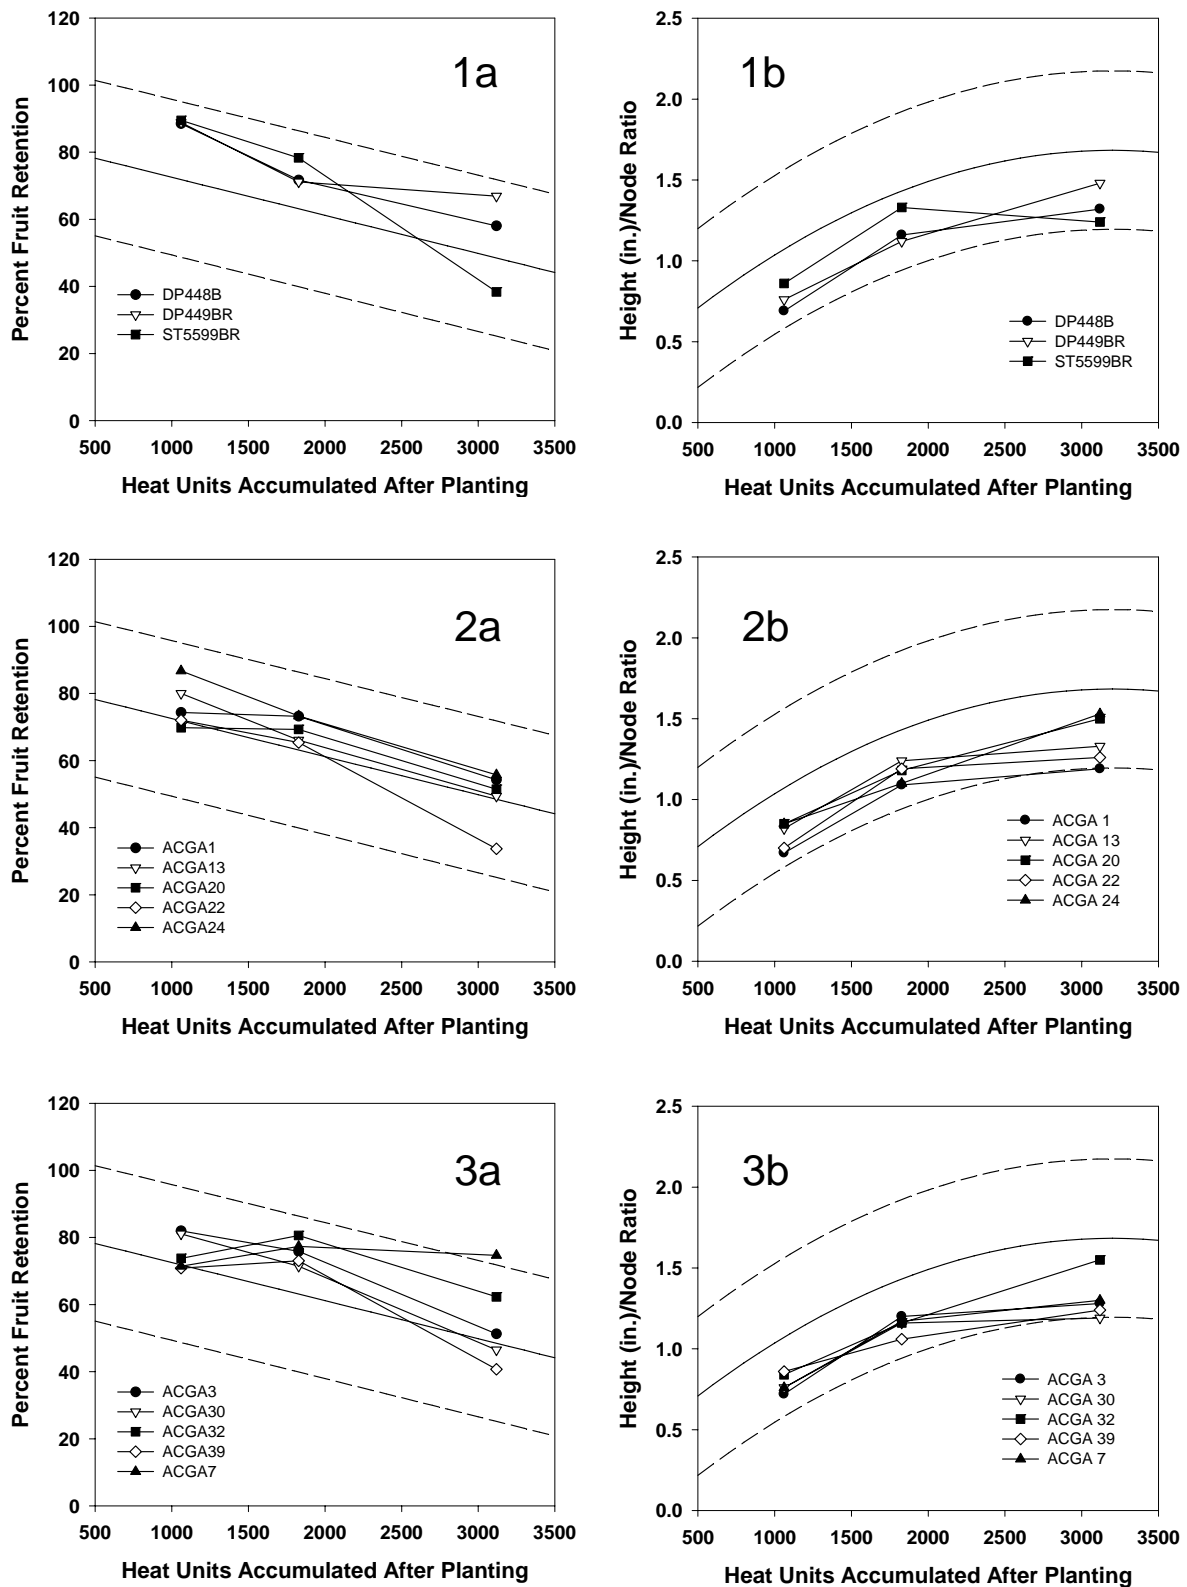 120
100
80
60
40
20
0
Percent Fruit Retention
1a
DP448B
DP449BR
ST5599BR
500 1000 1500 2000 2500 3000 3500
Heat Units Accumulated After Planting
2.5
2.0
1.5
1.0
0.5
0.0
Height (in.)/Node Ratio
1b
DP448B
DP449BR
ST5599BR
500 1000 1500 2000 2500 3000 3500
Heat Units Accumulated After Planting
120
100
80
60
40
20
0
Percent Fruit Retention
2a
ACGA1
ACGA13
ACGA20
ACGA22
ACGA24
500 1000 1500 2000 2500 3000 3500
Heat Units Accumulated After Planting
2.5
2.0
1.5
1.0
0.5
0.0
Height (in.)/Node Ratio
2b
ACGA 1
ACGA 13
ACGA 20
ACGA 22
ACGA 24
500 1000 1500 2000 2500 3000 3500
Heat Units Accumulated After Planting
120
100
80
60
40
20
0
Percent Fruit Retention
3a
ACGA3
ACGA30
ACGA32
ACGA39
ACGA7
500 1000 1500 2000 2500 3000 3500
Heat Units Accumulated After Planting
2.5
2.0
1.5
1.0
0.5
0.0
Height (in.)/Node Ratio
3b
ACGA 3
ACGA 30
ACGA 32
ACGA 39
ACGA 7
500 1000 1500 2000 2500 3000 3500
Heat Units Accumulated After Planting